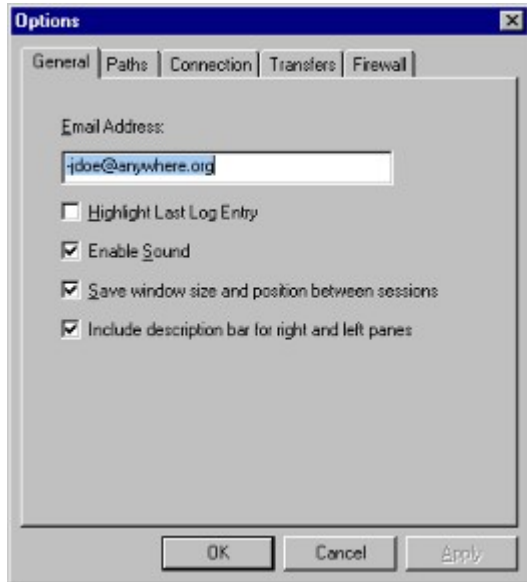 Options
General Paths Connection Transfers Firewall
Email Address:
-jdoe@anywhere.org
Highlight Last Log Entry
Enable Sound
Save window size and position between sessions
Include description bar for right and left panes
OK Cancel Apply